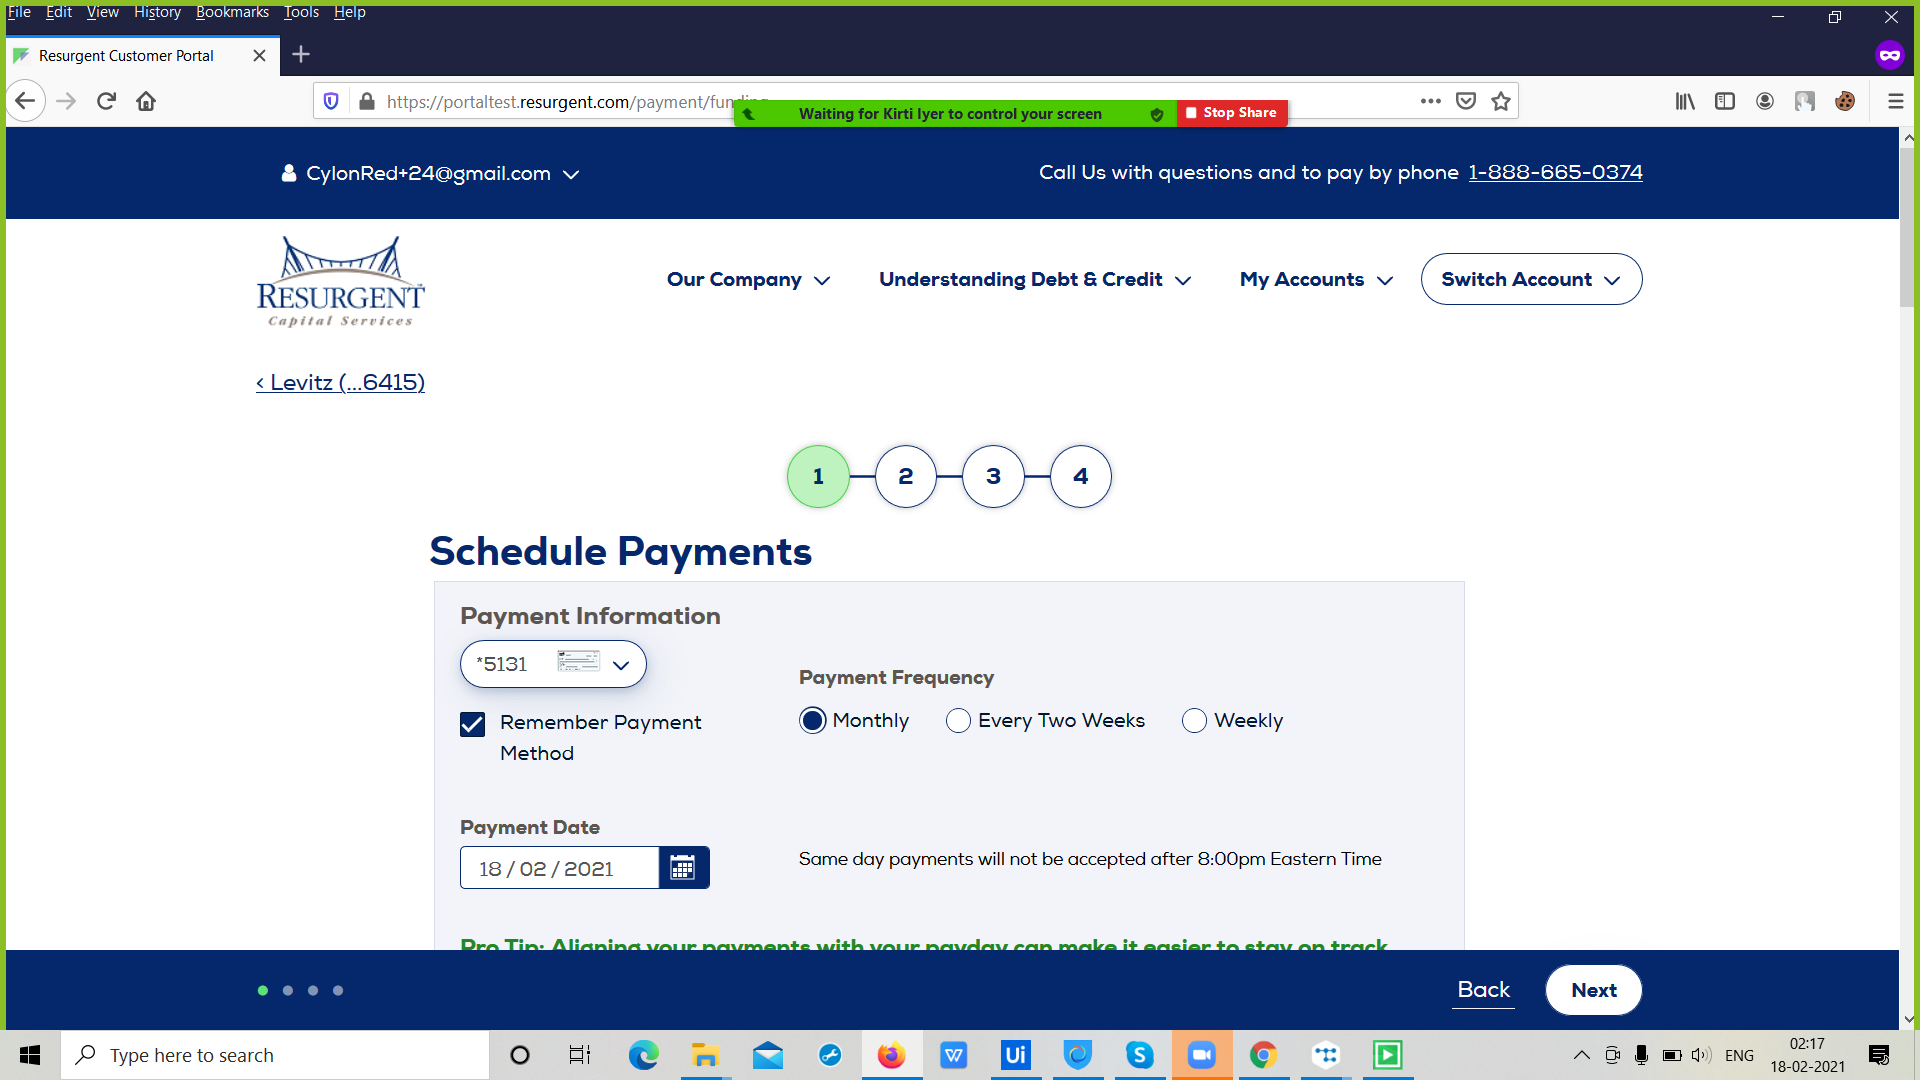 File Edit View History Bookmarks Tools Help
Resurgent Customer Portal
https://portaltest.resurgent.com/payment/funding
Waiting for Kirti Iyer to control your screen
Stop Share
CylonRed+24@gmail.com
Call Us with questions and to pay by phone 1-888-665-0374
RESURGENT
Capital Services
Our Company
Understanding Debt & Credit
My Accounts
Switch Account
< Levitz (...6415)
1 2 3 4
Schedule Payments
Payment Information
*5131
Payment Frequency
Remember Payment
Method
Monthly
Every Two Weeks
Weekly
Payment Date
18 / 02 / 2021
Same day payments will not be accepted after 8:00pm Eastern Time
Pro Tip: Aligning your payments with your payday can make it easier to stay on track
Back
Next
Type here to search
Ui
ENG
02:17
18-02-2021